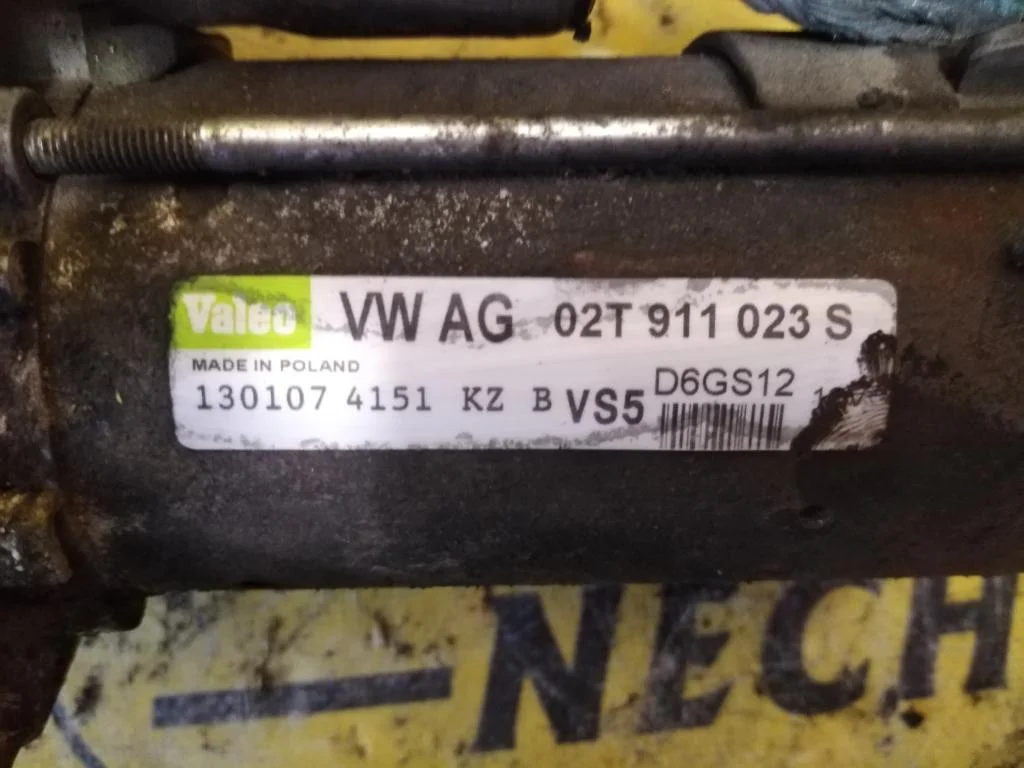 Valeo VW AG 02T 911 023 S
MADE IN POLAND
130107 4151 KZ B VS5 D6GS12
NECH